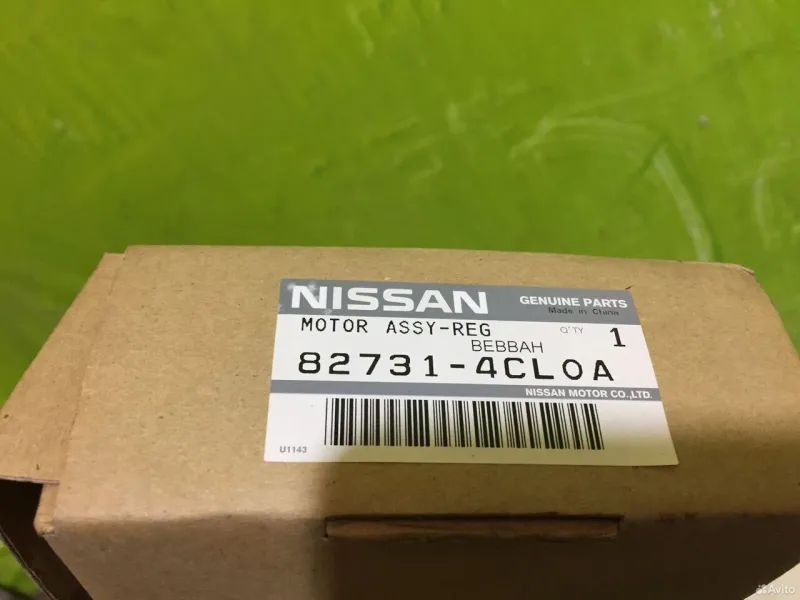 NISSAN
GENUINE PARTS
Made in China
MOTOR ASSY-REG
Q'TY 1
BEBBAH
82731-4CL0A
NISSAN MOTOR CO.,LTD.
U1143
Avito